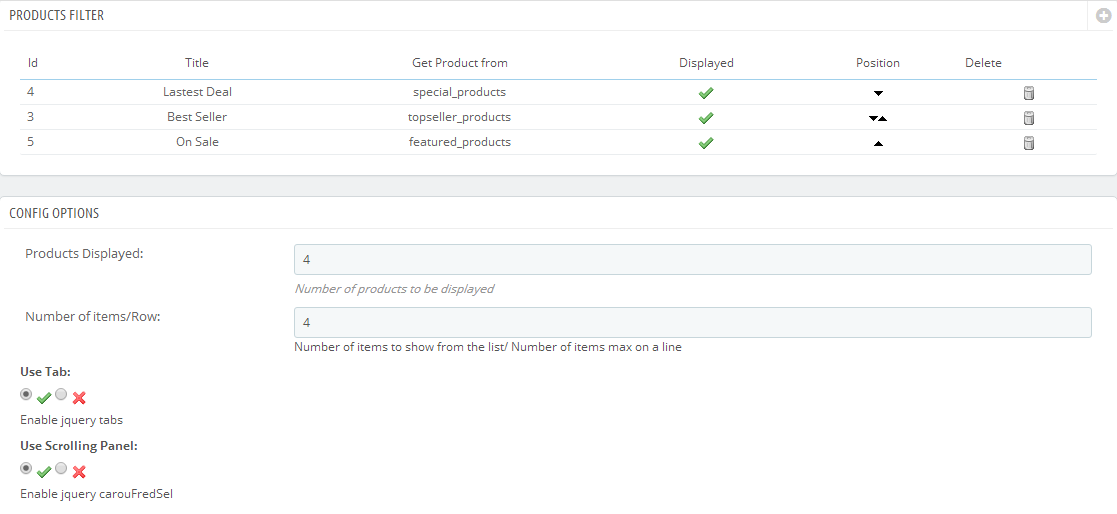 PRODUCTS FILTER
Id Title Get Product from Displayed Position Delete
4 Lastest Deal special_products
3 Best Seller topseller_products
5 On Sale featured_products
CONFIG OPTIONS
Products Displayed: 4
Number of products to be displayed
Number of items/Row: 4
Number of items to show from the list/ Number of items max on a line
Use Tab:
Enable jquery tabs
Use Scrolling Panel:
Enable jquery carouFredSel